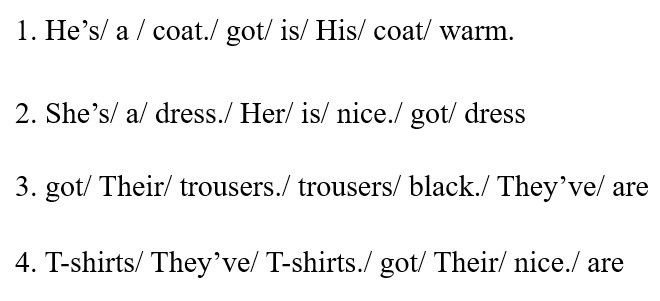 1. He’s/ a / coat./ got/ is/ His/ coat/ warm.
2. She’s/ a/ dress./ Her/ is/ nice./ got/ dress
3. got/ Their/ trousers./ trousers/ black./ They’ve/ are
4. T-shirts/ They’ve/ T-shirts./ got/ Their/ nice./ are